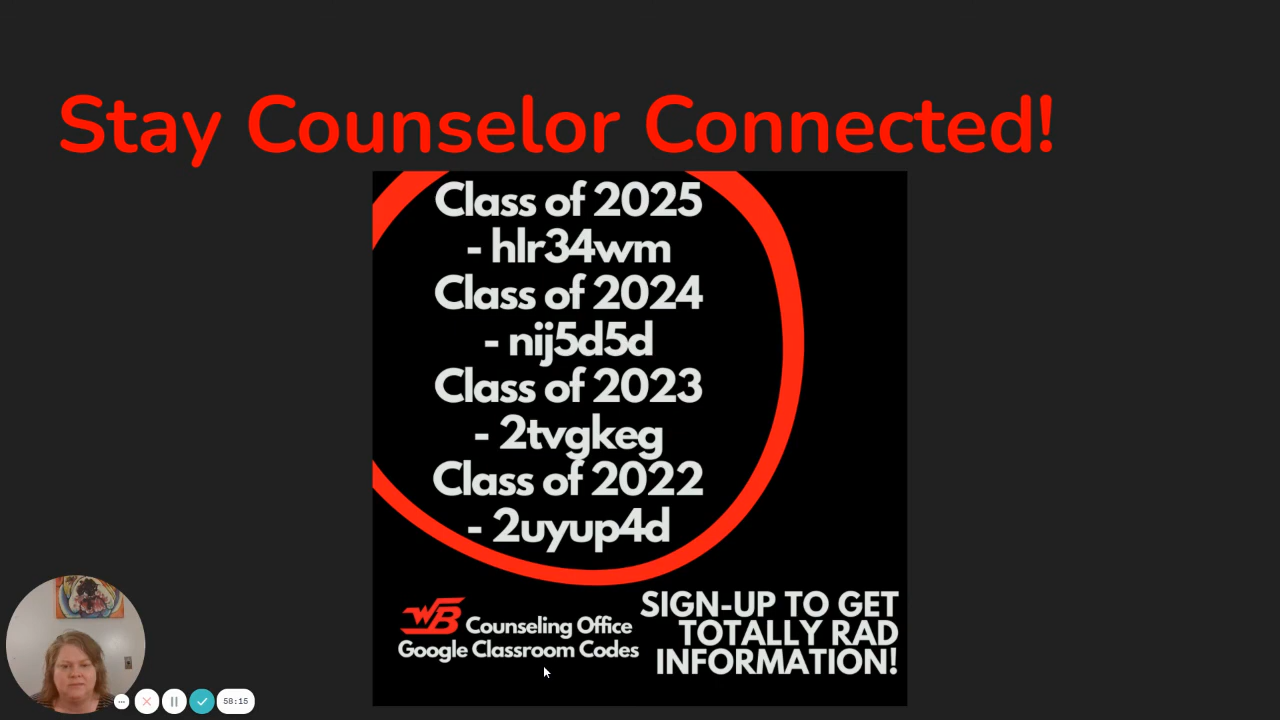 Stay Counselor Connected!
Class of 2025
- hlr34wm
Class of 2024
- nij5d5d
Class of 2023
- 2tvgkeg
Class of 2022
- 2uyup4d
WB Counseling Office
Google Classroom Codes
SIGN-UP TO GET
TOTALLY RAD
INFORMATION!
58:15